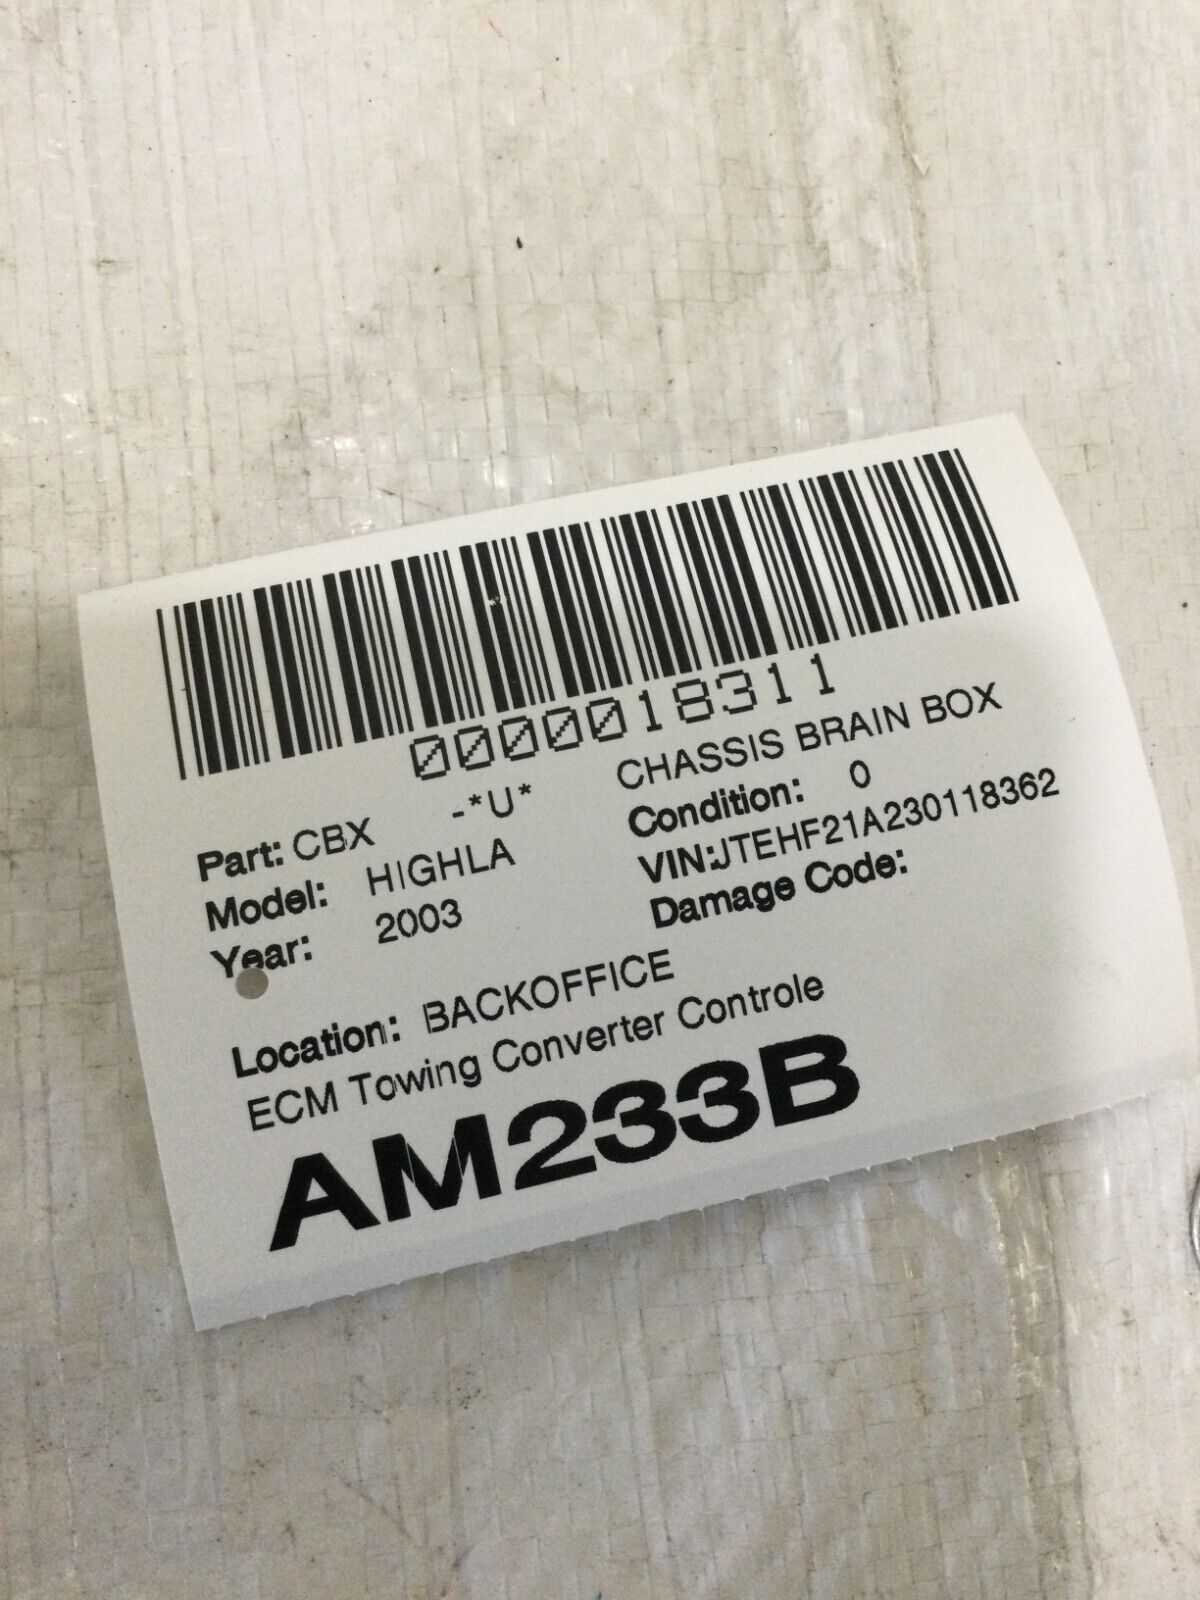 0000018311
Part: CBX -*U* CHASSIS BRAIN BOX
Model: HIGHLA Condition: 0
Year: 2003 VIN:JTEHF21A230118362
Damage Code:
Location: BACKOFFICE
ECM Towing Converter Controle
AM233B